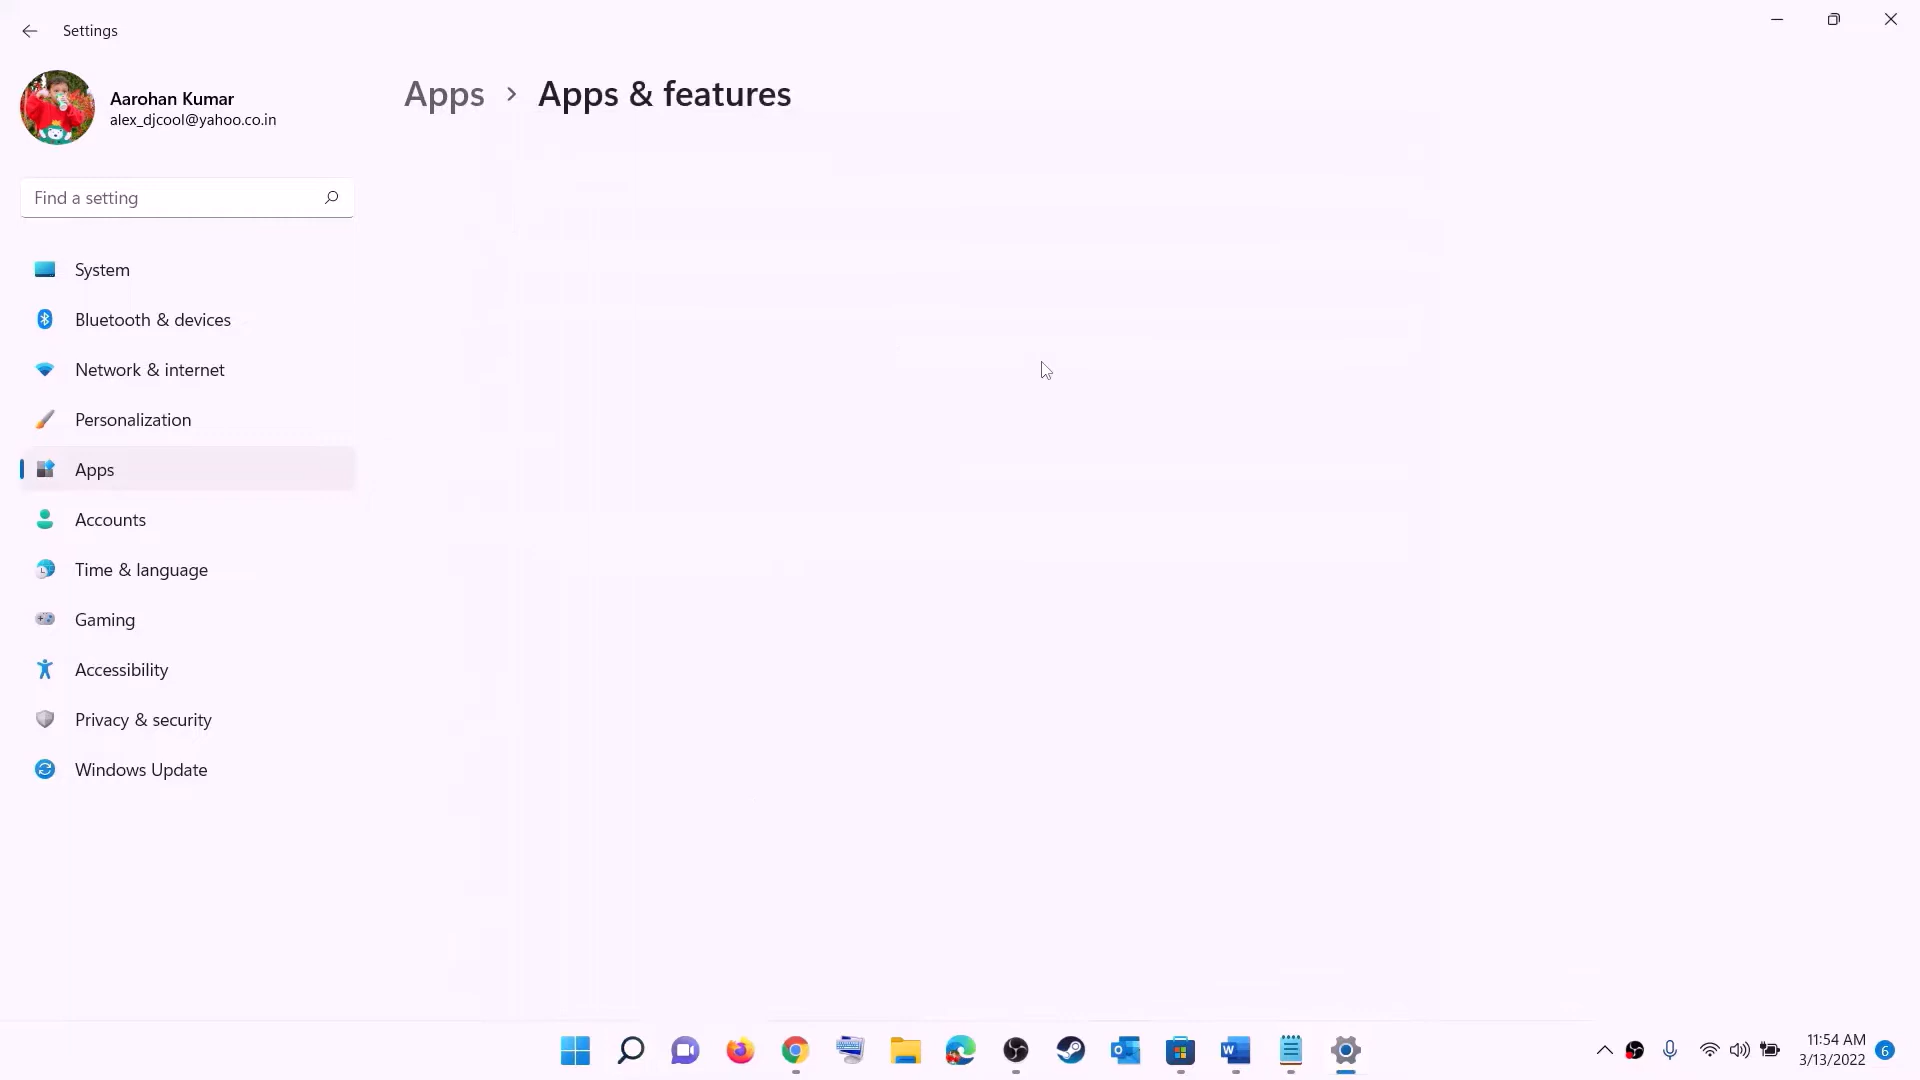 Settings
Aarohan Kumar
alex_djcool@yahoo.co.in
Find a setting
System
Bluetooth & devices
Network & internet
Personalization
Apps
Accounts
Time & language
Gaming
Accessibility
Privacy & security
Windows Update
Apps > Apps & features
11:54 AM
3/13/2022
6